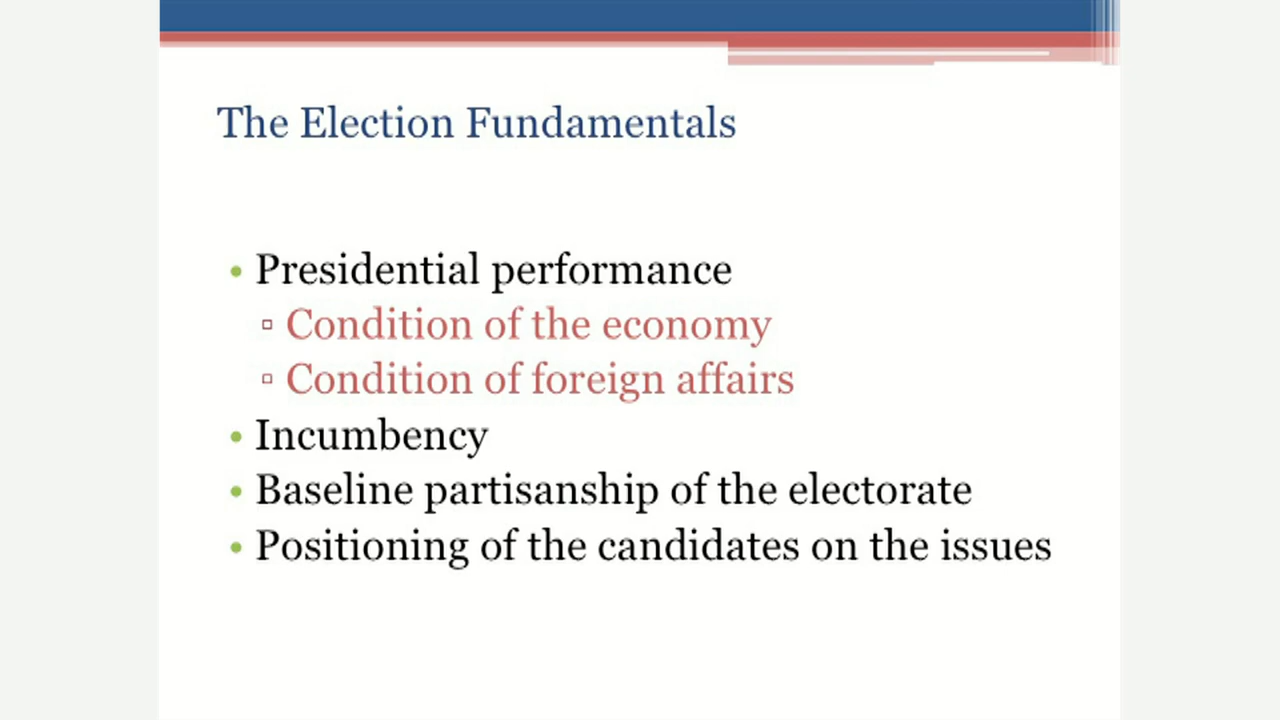 The Election Fundamentals
• Presidential performance
▫ Condition of the economy
▫ Condition of foreign affairs
• Incumbency
• Baseline partisanship of the electorate
• Positioning of the candidates on the issues